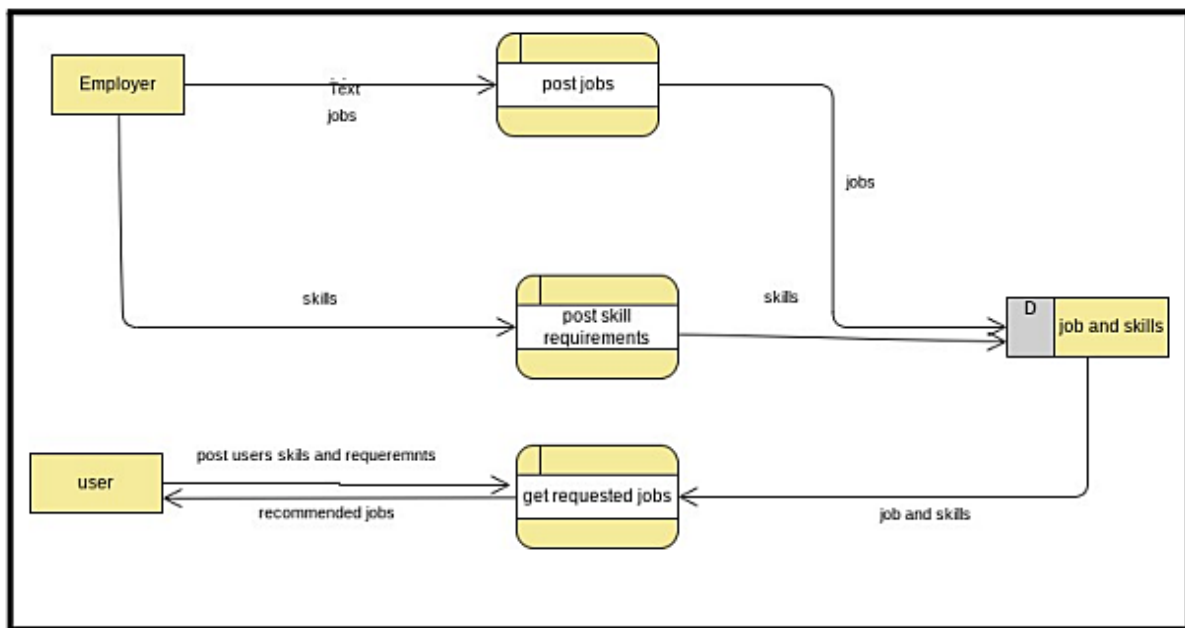 Employer
Text
jobs
post jobs
jobs
skills
post skill
requirements
skills
D
job and skills
user
post users skils and requeremnts
recommended jobs
get requested jobs
job and skills